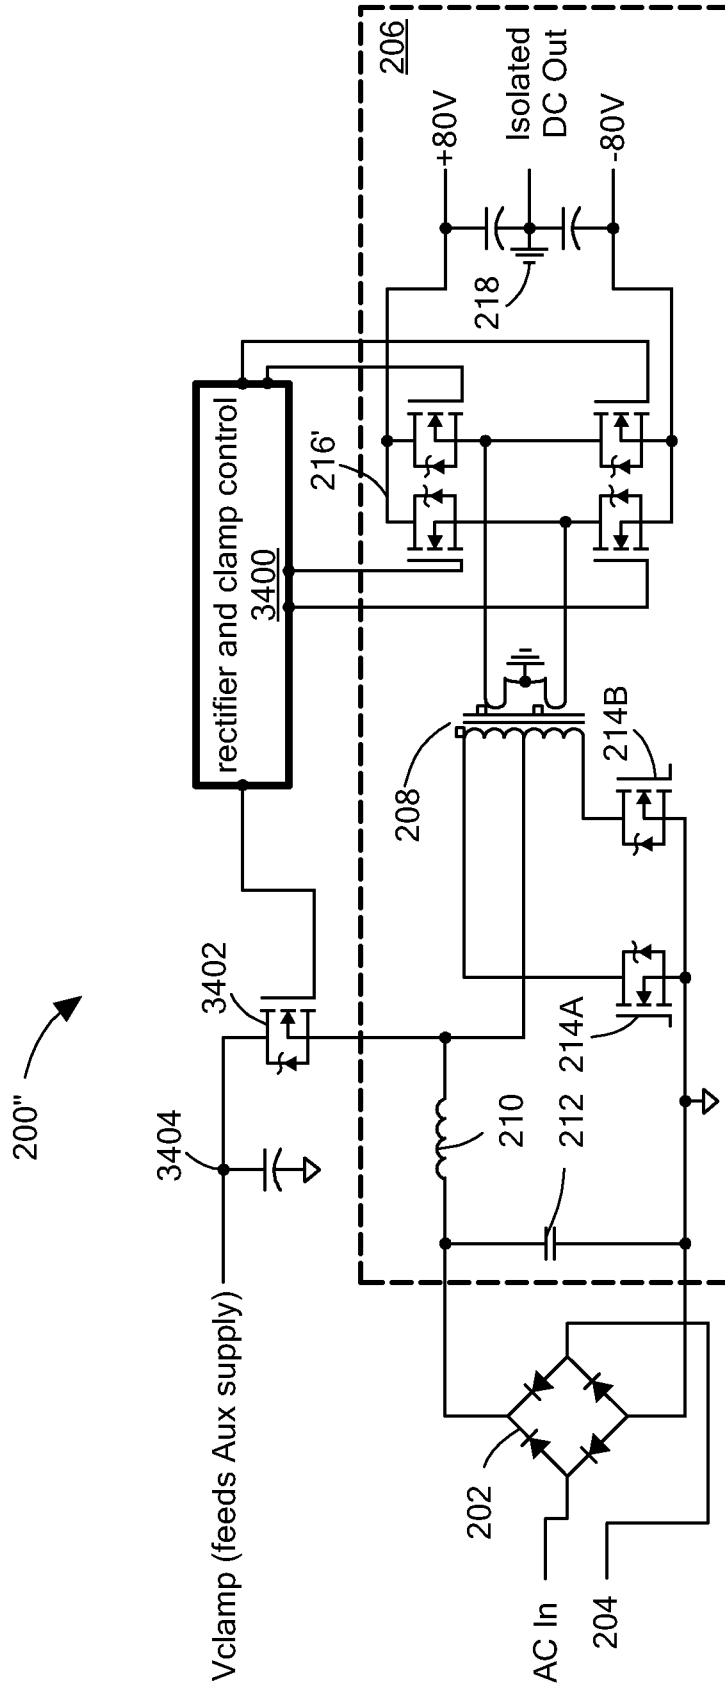 200"
Vclamp (feeds Aux supply)
3404
3402
rectifier and clamp control
3400
206
+80V
Isolated
DC Out
-80V
218
216'
208
214B
214A
210
212
202
AC In
204